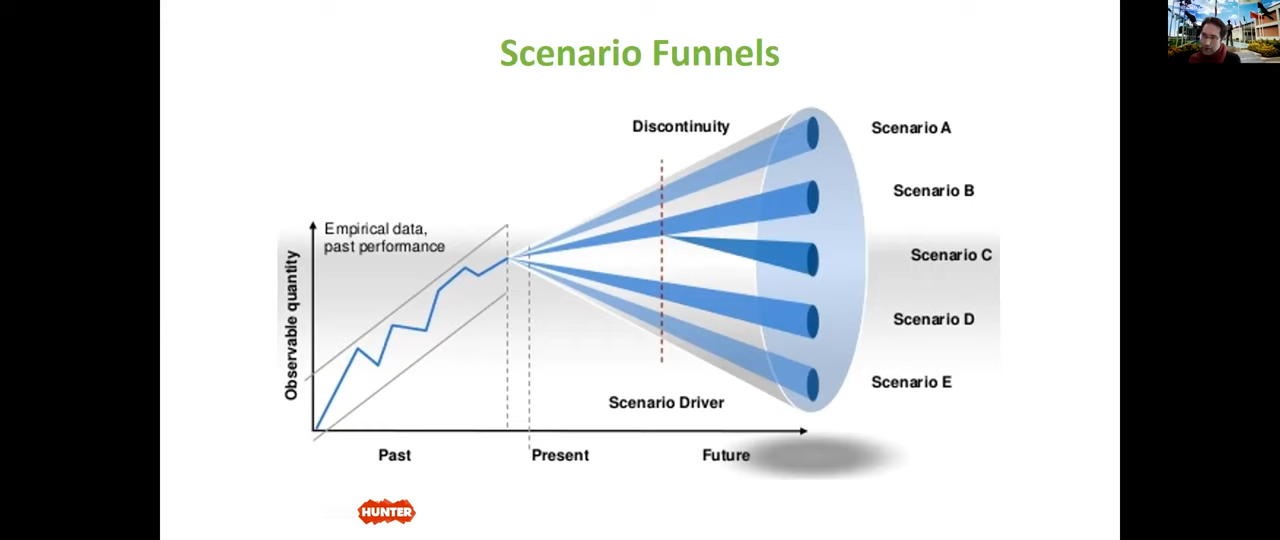 Scenario Funnels
Discontinuity
Scenario A
Scenario B
Empirical data,
past performance
Observable quantity
Scenario C
Scenario D
Scenario E
Scenario Driver
Past
Present
Future
HUNTER